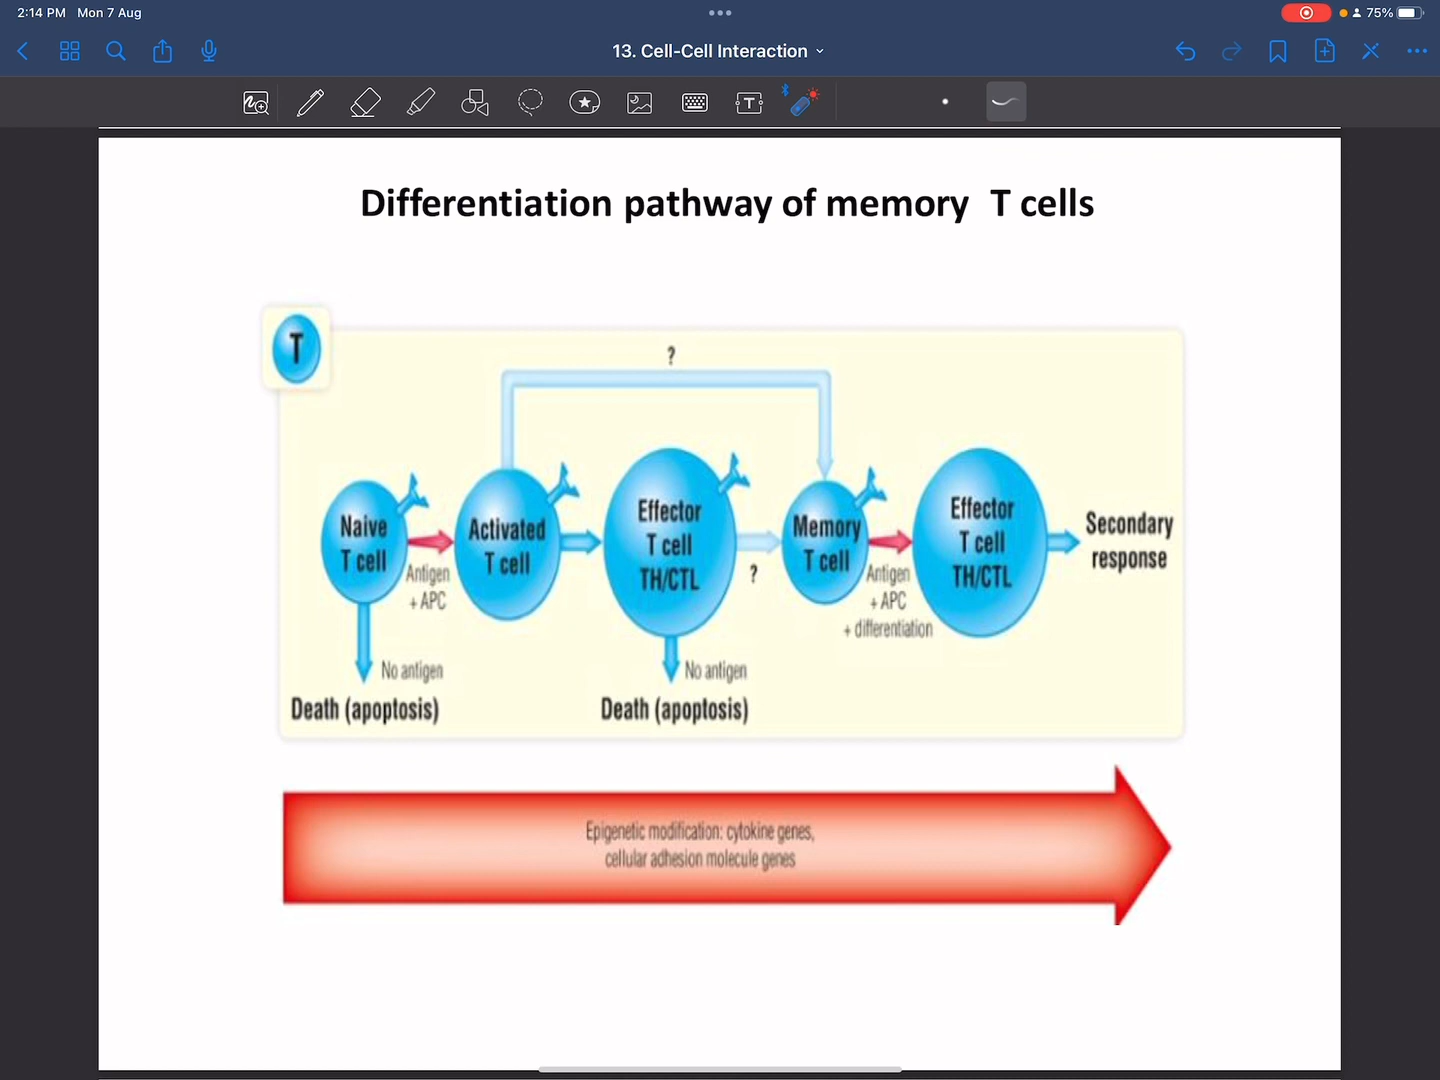 2:14 PM Mon 7 Aug
75%
13. Cell-Cell Interaction
T
Differentiation pathway of memory T cells
T
?
Naive
T cell
Antigen
+ APC
Activated
T cell
Effector
T cell
TH/CTL
?
Memory
T cell
Antigen
+ APC
+ differentiation
Effector
T cell
TH/CTL
Secondary
response
No antigen
Death (apoptosis)
No antigen
Death (apoptosis)
Epigenetic modification: cytokine genes,
cellular adhesion molecule genes